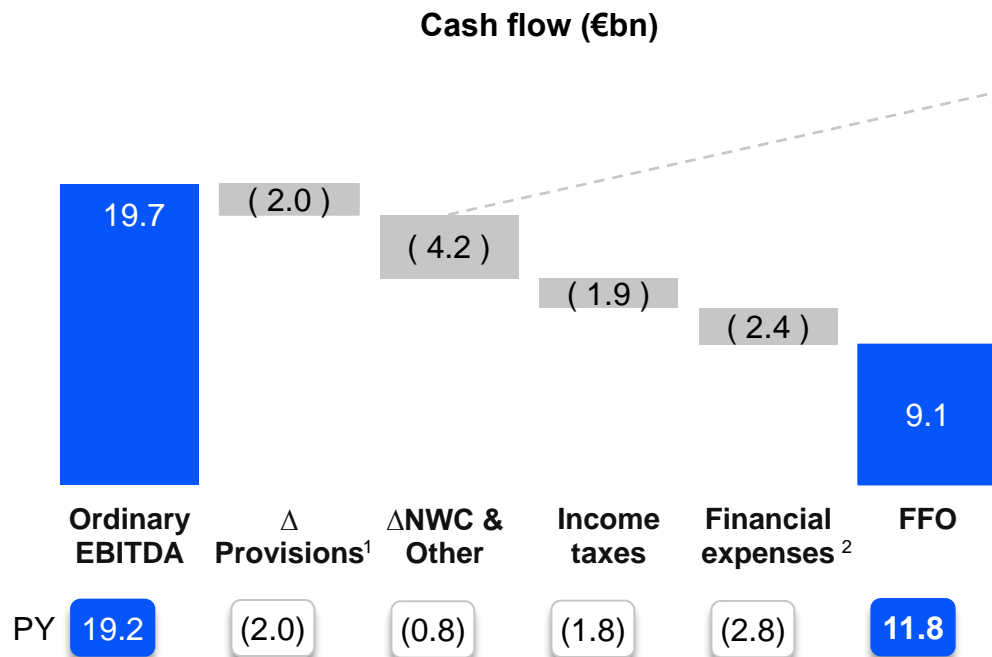 Cash flow (€bn)
19.7
( 2.0 )
( 4.2 )
( 1.9 )
( 2.4 )
9.1
Ordinary
EBITDA
Δ
Provisions¹
ΔNWC &
Other
Income
taxes
Financial
expenses ²
FFO
PY 19.2 (2.0) (0.8) (1.8) (2.8) 11.8